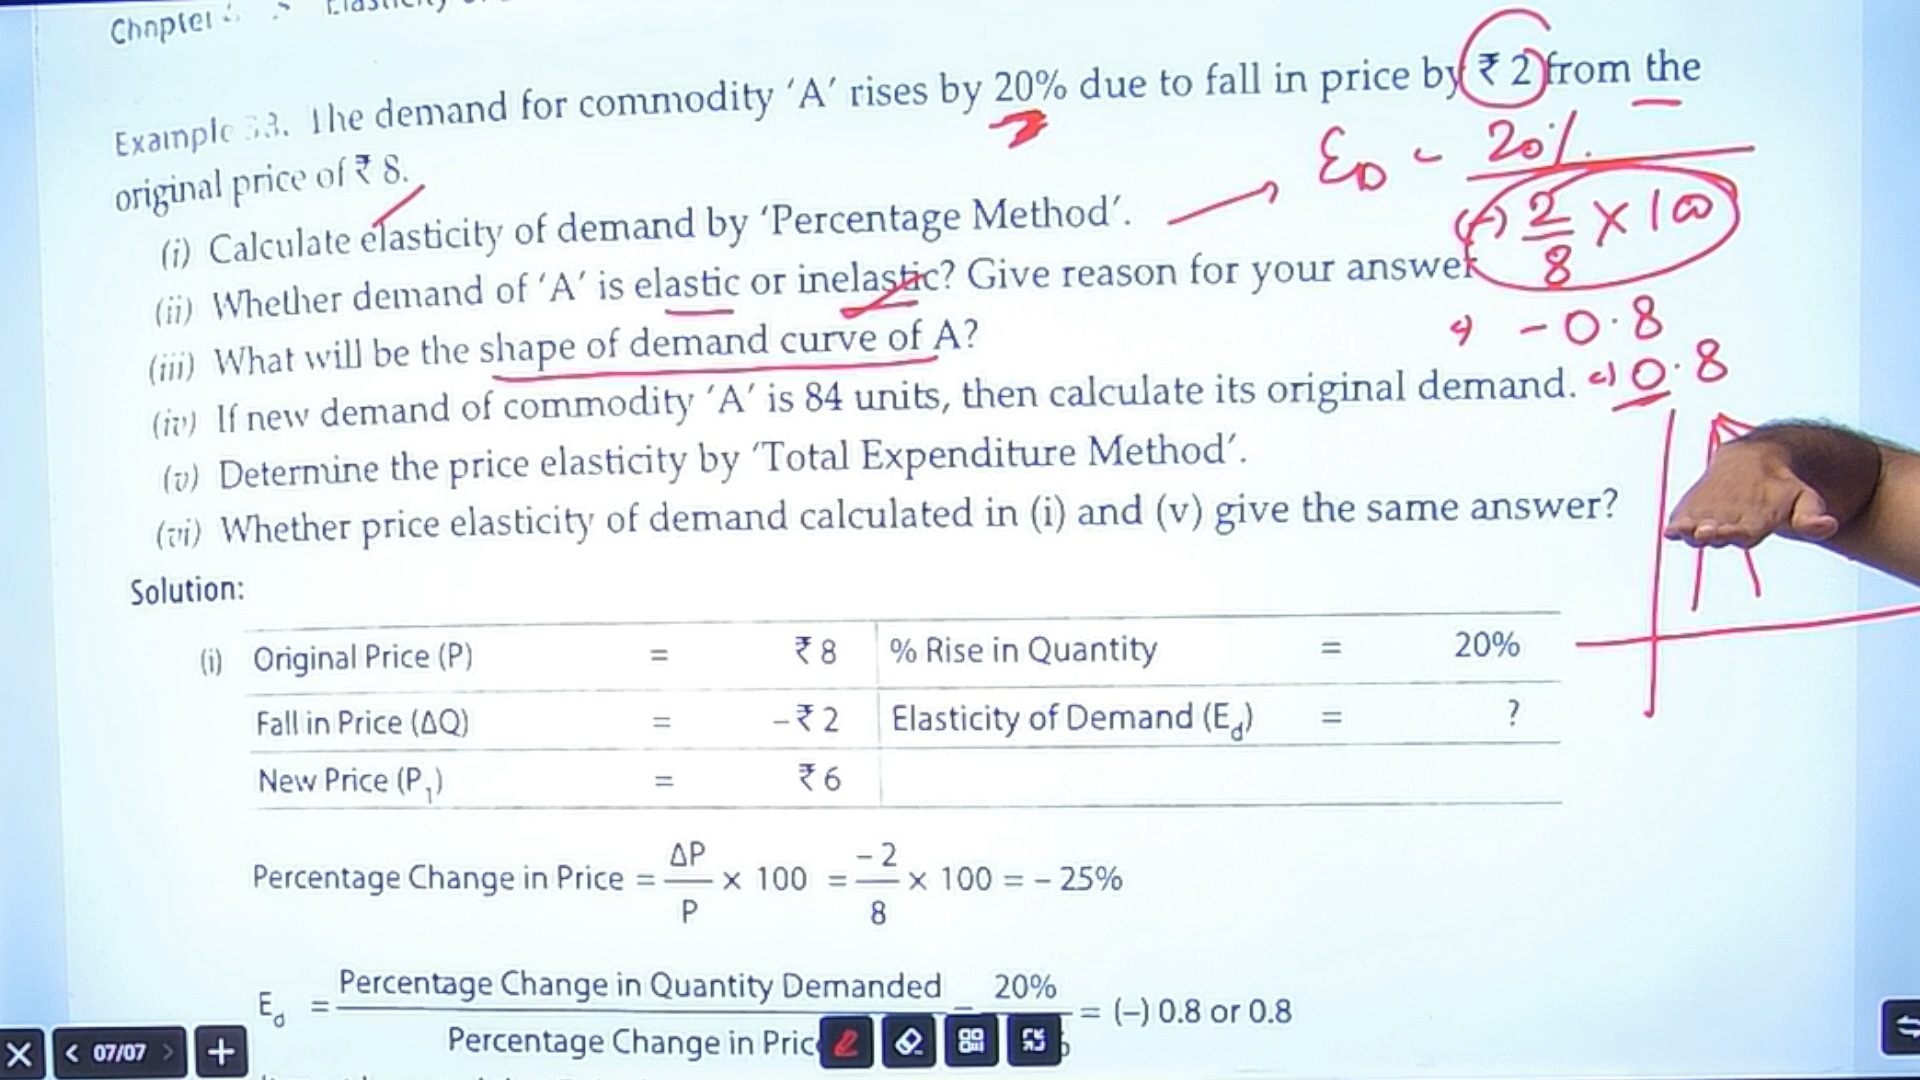 Example 33. The demand for commodity 'A' rises by 20% due to fall in price by ₹ 2 from the
original price of ₹ 8.
(i) Calculate elasticity of demand by 'Percentage Method'.
(ii) Whether demand of 'A' is elastic or inelastic? Give reason for your answer
(iii) What will be the shape of demand curve of A?
(iv) If new demand of commodity 'A' is 84 units, then calculate its original demand.
(v) Determine the price elasticity by 'Total Expenditure Method'.
(vi) Whether price elasticity of demand calculated in (i) and (v) give the same answer?
ED = 20%
(-) 2/8 × 100
- 0.8
0.8
Solution:
(i) Original Price (P) = ₹ 8 % Rise in Quantity = 20%
Fall in Price (ΔQ) = – ₹ 2 Elasticity of Demand (Ed) = ?
New Price (P1) = ₹ 6
Percentage Change in Price = ΔP/P × 100 = – 2/8 × 100 = – 25%
Ed = Percentage Change in Quantity Demanded 20% = (–) 0.8 or 0.8
Percentage Change in
07/07